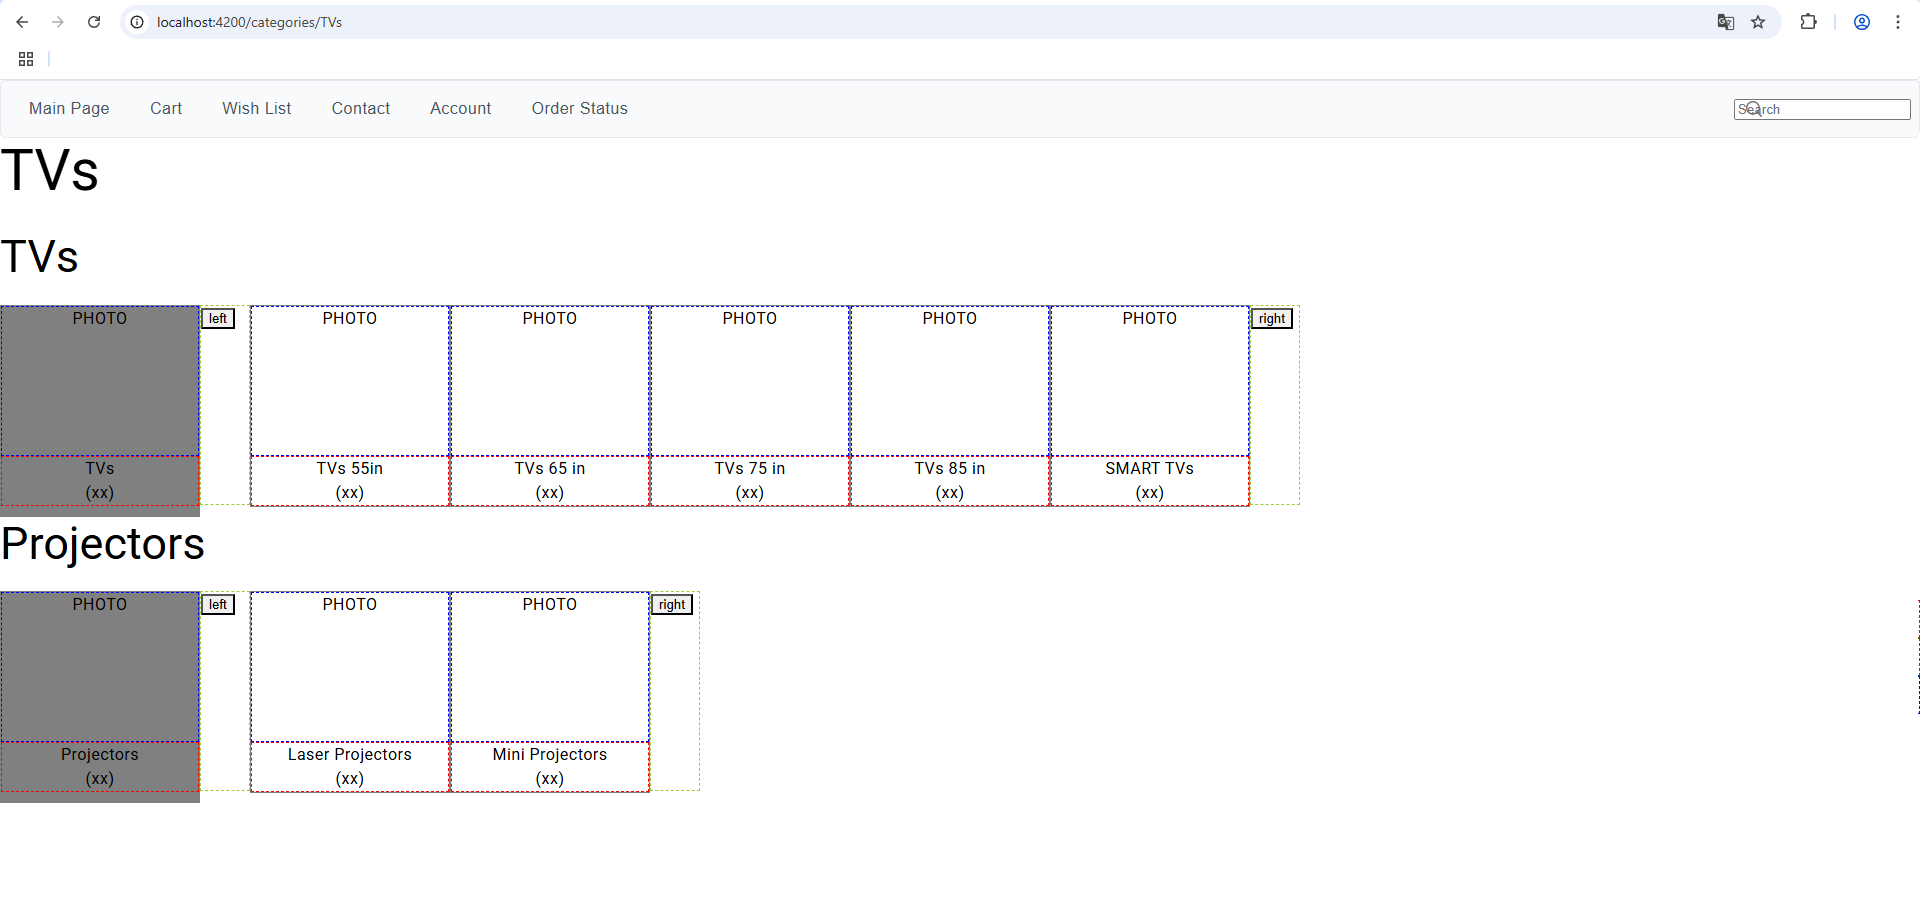 localhost:4200/categories/TVs
Main Page Cart Wish List Contact Account Order Status Search
TVs
TVs
PHOTO left PHOTO PHOTO PHOTO PHOTO PHOTO right
TVs TVs 55in TVs 65 in TVs 75 in TVs 85 in SMART TVs
(xx) (xx) (xx) (xx) (xx) (xx)
Projectors
PHOTO left PHOTO PHOTO right
Projectors Laser Projectors Mini Projectors
(xx) (xx) (xx)